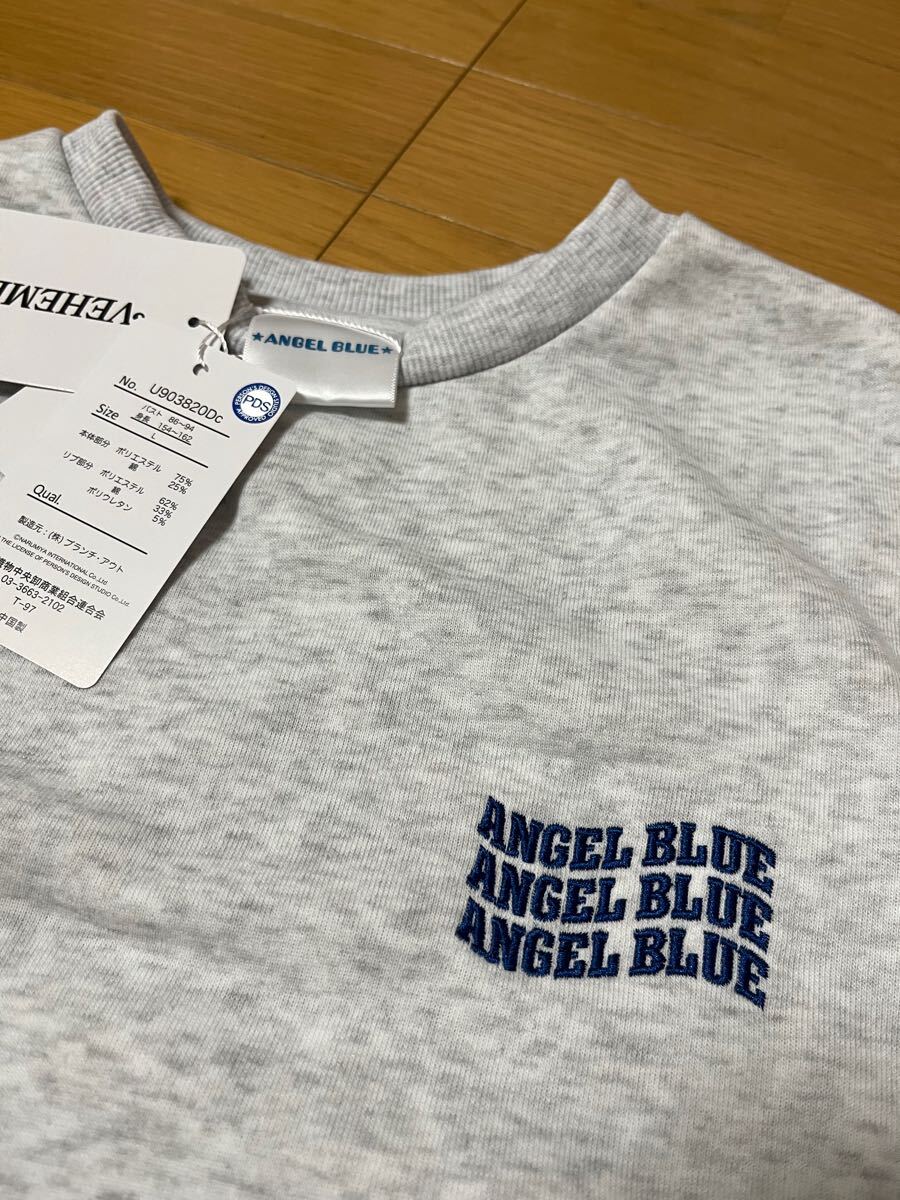 VEHEM
★ANGEL BLUE★
No. U903820Dc
PERSON'S DESIGN STUDIO
PDS
APPROVED
Size バスト 86~94
身長 154~162
L
本体部分 ポリエステル 75%
綿 25%
リブ部分 ポリエステル 62%
綿 33%
ポリウレタン 5%
Qual.
製造元:(株)ブランチ・アウト
©NARUMIYA INTERNATIONAL Co.,Ltd.
THE LICENSE OF PERSON'S DESIGN STUDIO Co.,Ltd.
織物中央卸商業組合連合会
03-3663-2102
T-97
中国製
ANGEL BLUE
ANGEL BLUE
ANGEL BLUE